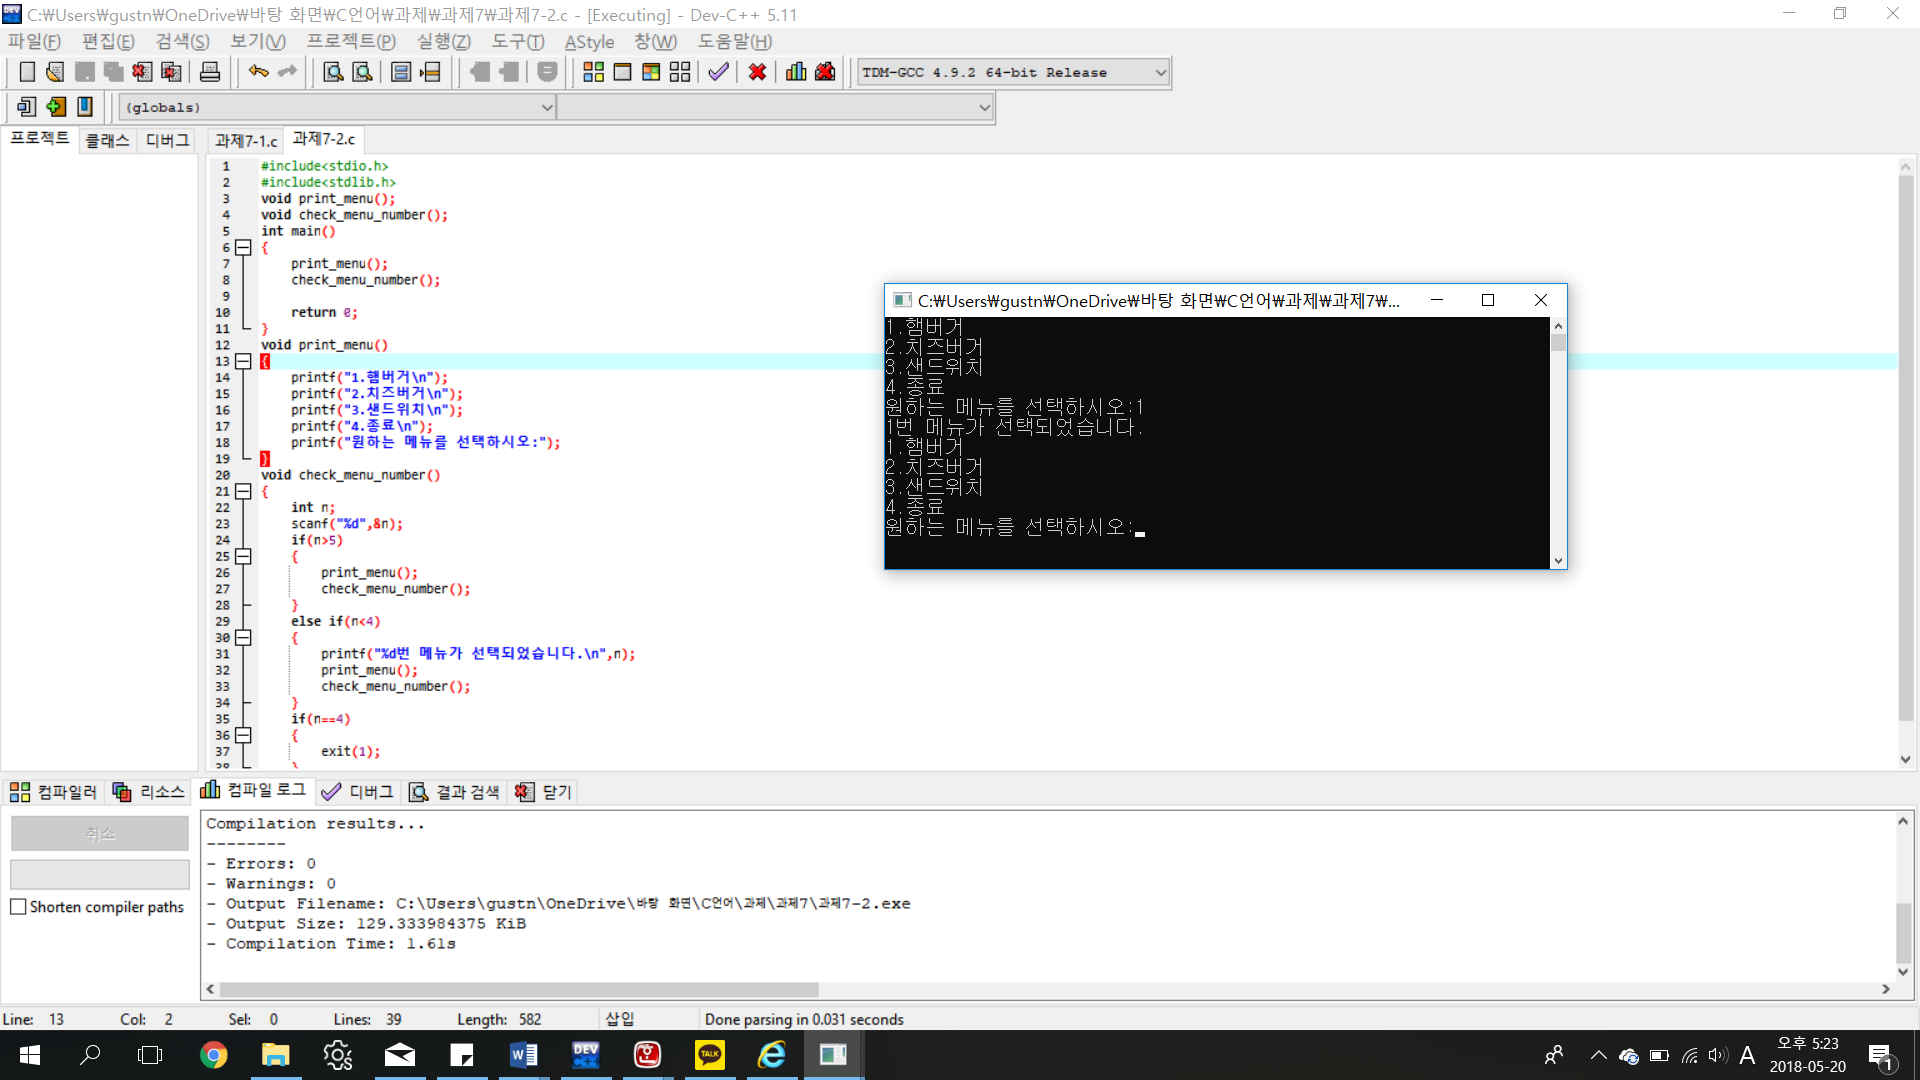 C:\Users\gustn\OneDrive\바탕 화면\C언어\과제\과제7\과제7-2.c - [Executing] - Dev-C++ 5.11
파일(F) 편집(E) 검색(S) 보기(V) 프로젝트(P) 실행(Z) 도구(T) AStyle 창(W) 도움말(H)
TDM-GCC 4.9.2 64-bit Release
(globals)
프로젝트 클래스 디버그 과제7-1.c 과제7-2.c
1 #include<stdio.h>
2 #include<stdlib.h>
3 void print_menu();
4 void check_menu_number();
5 int main()
6 {
7 print_menu();
8 check_menu_number();
9
10 return 0;
11 }
12 void print_menu()
13 {
14 printf("1.햄버거\n");
15 printf("2.치즈버거\n");
16 printf("3.샌드위치\n");
17 printf("4.종료\n");
18 printf("원하는 메뉴를 선택하시오:");
19 }
20 void check_menu_number()
21 {
22 int n;
23 scanf("%d",&n);
24 if(n>5)
25 {
26 print_menu();
27 check_menu_number();
28 }
29 else if(n<4)
30 {
31 printf("%d번 메뉴가 선택되었습니다.\n",n);
32 print_menu();
33 check_menu_number();
34 }
35 if(n==4)
36 {
37 exit(1);
38 }
C:\Users\gustn\OneDrive\바탕 화면\C언어\과제\과제7\...
1.햄버거
2.치즈버거
3.샌드위치
4.종료
원하는 메뉴를 선택하시오:1
1번 메뉴가 선택되었습니다.
1.햄버거
2.치즈버거
3.샌드위치
4.종료
원하는 메뉴를 선택하시오:
컴파일러 리소스 컴파일 로그 디버그 결과 검색 닫기
취소
Shorten compiler paths
Compilation results...
--------
- Errors: 0
- Warnings: 0
- Output Filename: C:\Users\gustn\OneDrive\바탕 화면\C언어\과제\과제7\과제7-2.exe
- Output Size: 129.333984375 KiB
- Compilation Time: 1.61s
Line: 13 Col: 2 Sel: 0 Lines: 39 Length: 582 삽입 Done parsing in 0.031 seconds
DEV C++ TALK A 오후 5:23
2018-05-20 1